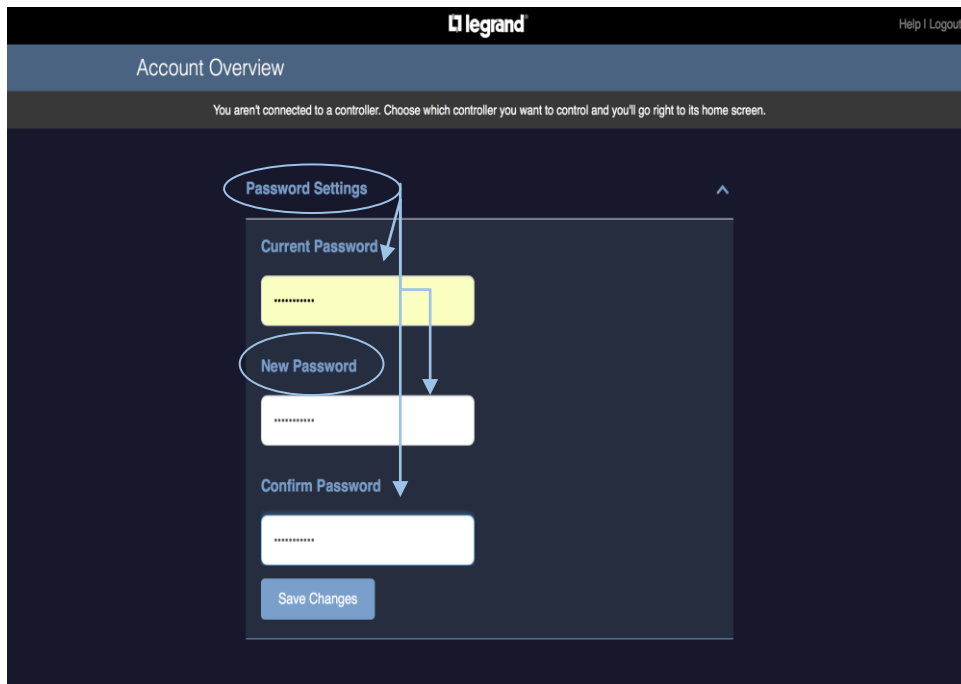 legrand®
Help | Logout
Account Overview
You aren't connected to a controller. Choose which controller you want to control and you'll go right to its home screen.
Password Settings
Current Password
•••••••••••
New Password
•••••••••••
Confirm Password
•••••••••••
Save Changes